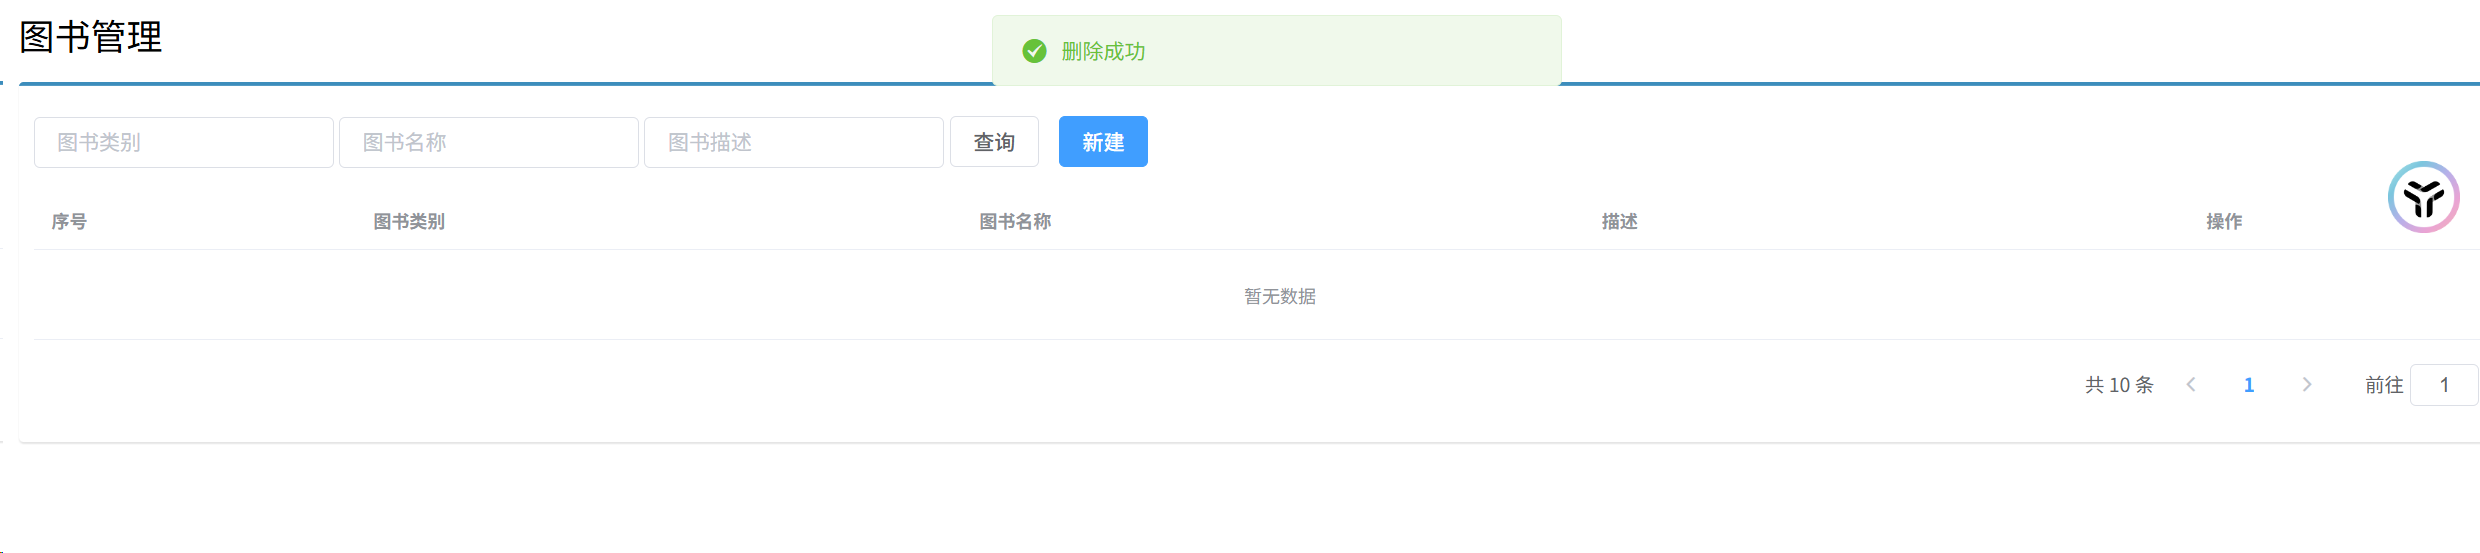 图书管理
删除成功
图书类别 图书名称 图书描述 查询 新建
序号 图书类别 图书名称 描述 操作
暂无数据
共 10 条 1 前往 1